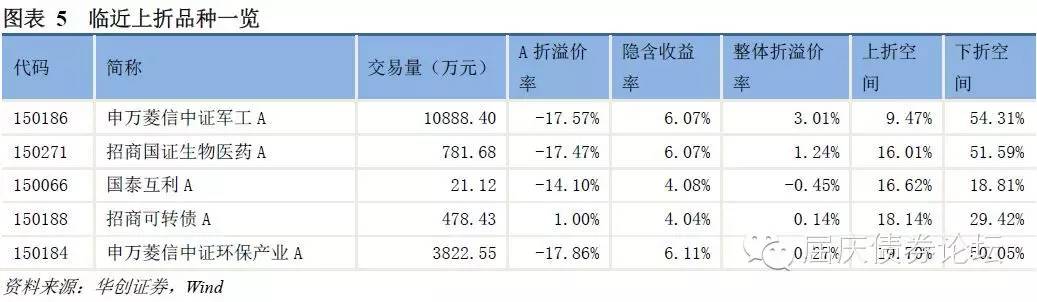 图表 5 临近上折品种一览
代码 简称 交易量（万元） A 折溢价率 隐含收益率 整体折溢价率 上折空间 下折空间
150186 申万菱信中证军工 A 10888.40 -17.57% 6.07% 3.01% 9.47% 54.31%
150271 招商国证生物医药 A 781.68 -17.47% 6.07% 1.24% 16.01% 51.59%
150066 国泰互利 A 21.12 -14.10% 4.08% -0.45% 16.62% 18.81%
150188 招商可转债 A 478.43 1.00% 4.04% 0.14% 18.14% 29.42%
150184 申万菱信中证环保产业 A 3822.55 -17.86% 6.11% 0.27% 19.70% 50.05%
屈庆债券论坛
资料来源：华创证券，Wind